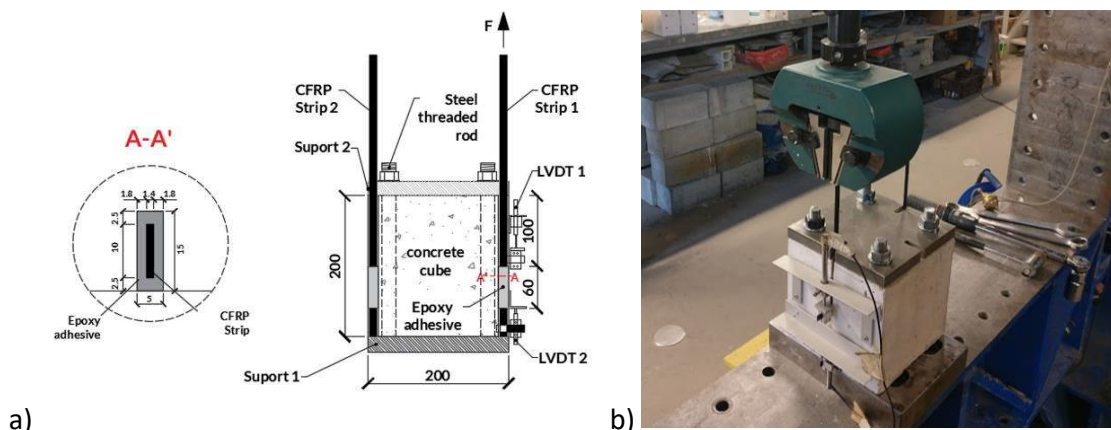 A-A'
1.8 1.4 1.8
2.5
10
2.5
15
5
Epoxy
adhesive
CFRP
Strip
F
CFRP
Strip 2
Steel
threaded
rod
CFRP
Strip 1
Suport 2
LVDT 1
200
100
concrete
cube
A' A
60
Epoxy
adhesive
LVDT 2
Suport 1
200
a)
b)